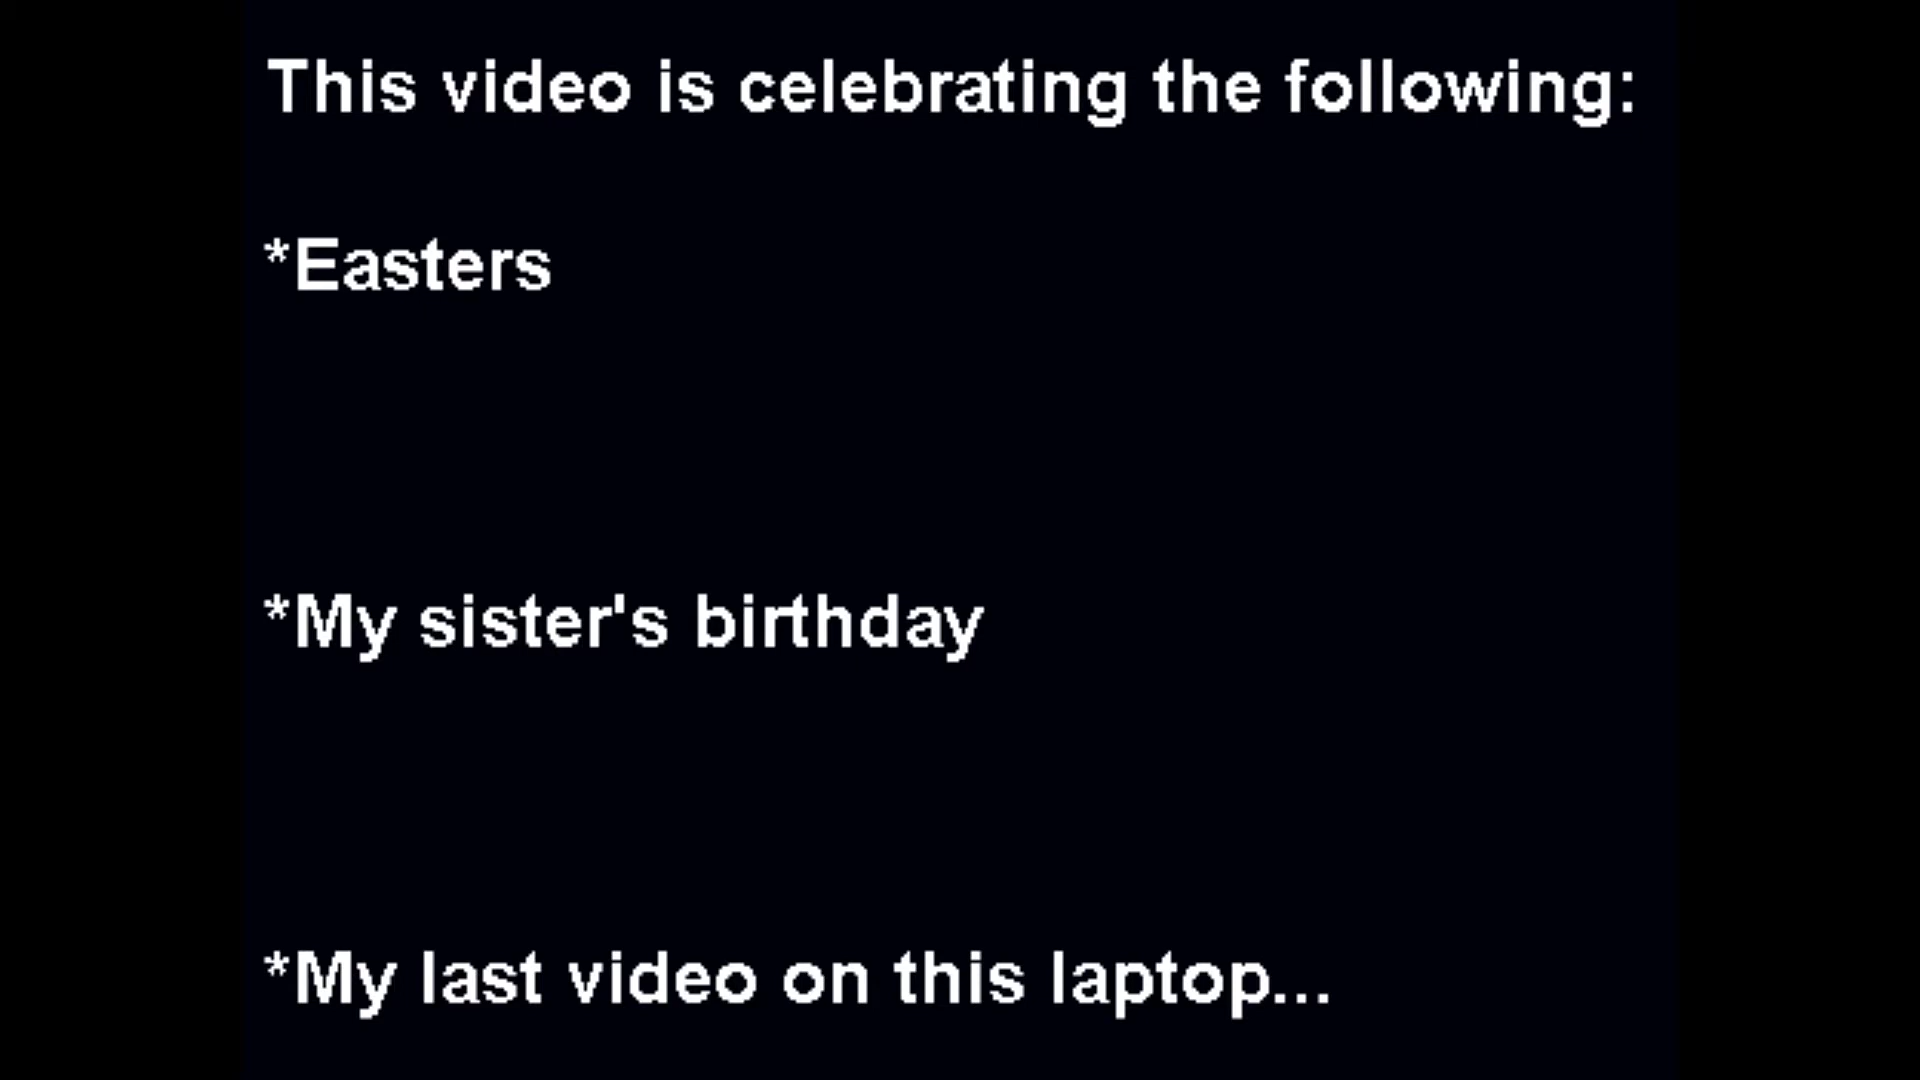 This video is celebrating the following:
*Easters
*My sister's birthday
*My last video on this laptop...